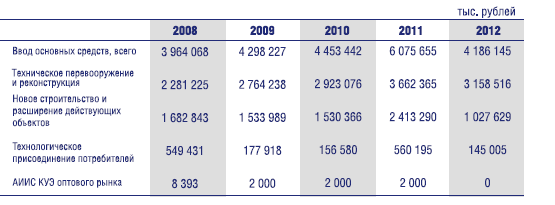 тыс. рублей
2008 2009 2010 2011 2012
Ввод основных средств, всего 3 964 068 4 298 227 4 453 442 6 075 655 4 186 145
Техническое перевооружение
и реконструкция 2 281 225 2 764 238 2 923 076 3 662 365 3 158 516
Новое строительство и
расширение действующих
объектов 1 682 843 1 533 989 1 530 366 2 413 290 1 027 629
Технологическое
присоединение потребителей 549 431 177 918 156 580 560 195 145 005
АИИС КУЭ оптового рынка 8 393 2 000 2 000 2 000 0